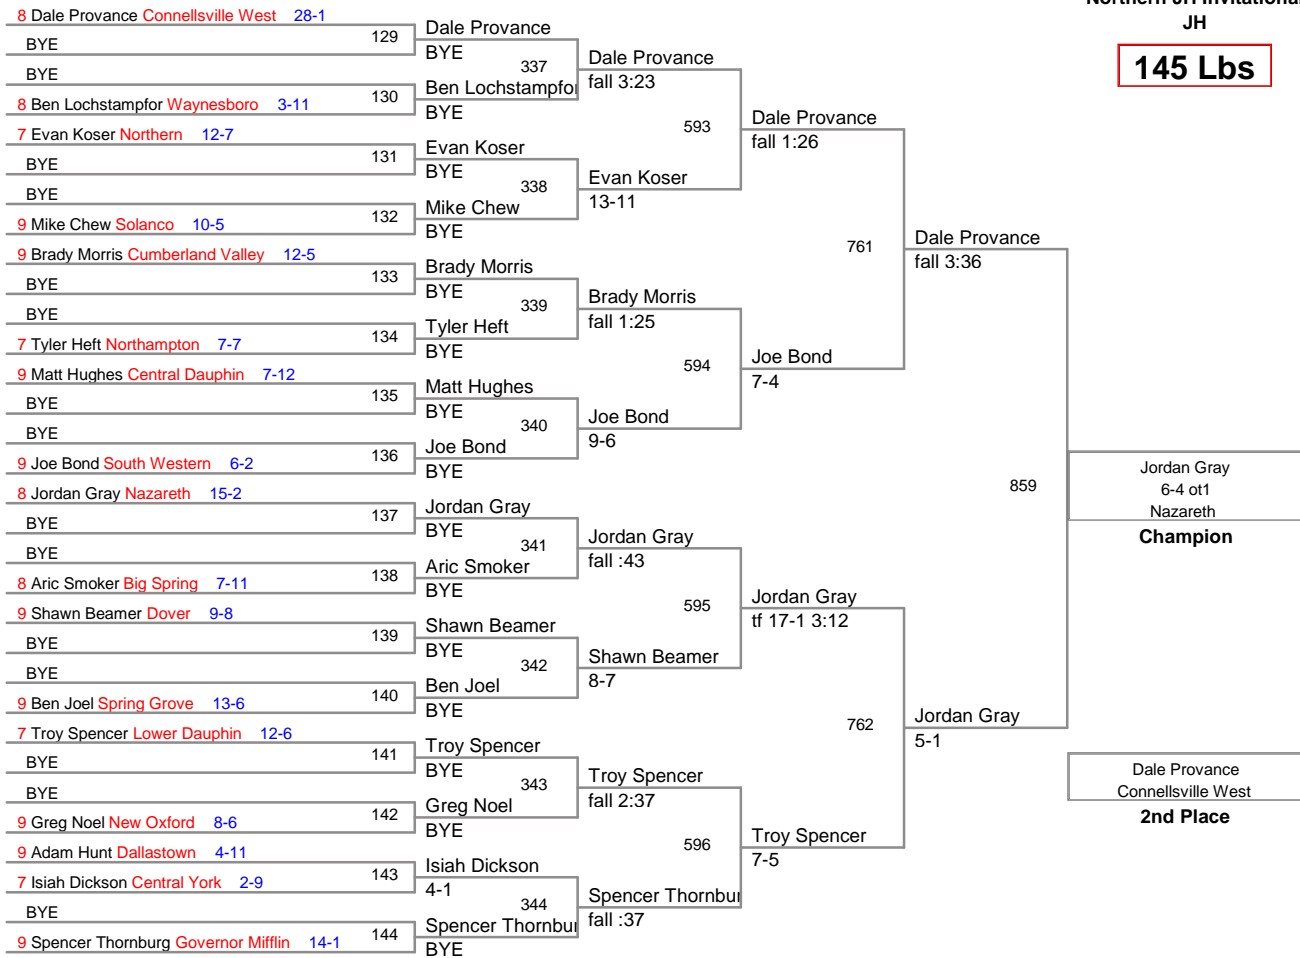 Northern JH Invitational
JH
145 Lbs
8 Dale Provance Connellsville West 28-1
BYE
129
BYE
8 Ben Lochstampfor Waynesboro 3-11
130
7 Evan Koser Northern 12-7
BYE
131
BYE
9 Mike Chew Solanco 10-5
132
9 Brady Morris Cumberland Valley 12-5
BYE
133
BYE
7 Tyler Heft Northampton 7-7
134
9 Matt Hughes Central Dauphin 7-12
BYE
135
BYE
9 Joe Bond South Western 6-2
136
8 Jordan Gray Nazareth 15-2
BYE
137
BYE
8 Aric Smoker Big Spring 7-11
138
9 Shawn Beamer Dover 9-8
BYE
139
BYE
9 Ben Joel Spring Grove 13-6
140
7 Troy Spencer Lower Dauphin 12-6
BYE
141
BYE
9 Greg Noel New Oxford 8-6
142
9 Adam Hunt Dallastown 4-11
7 Isiah Dickson Central York 2-9
143
BYE
9 Spencer Thornburg Governor Mifflin 14-1
144
Dale Provance
BYE
337
Ben Lochstampfo
BYE
Evan Koser
BYE
338
Mike Chew
BYE
Brady Morris
BYE
339
Tyler Heft
BYE
Matt Hughes
BYE
340
Joe Bond
BYE
Jordan Gray
BYE
341
Aric Smoker
BYE
Shawn Beamer
BYE
342
Ben Joel
BYE
Troy Spencer
BYE
343
Greg Noel
BYE
Isiah Dickson
4-1
344
Spencer Thornbu
BYE
Dale Provance
fall 3:23
593
Evan Koser
13-11
Brady Morris
fall 1:25
594
Joe Bond
9-6
Jordan Gray
fall :43
595
Shawn Beamer
8-7
Troy Spencer
fall 2:37
596
Spencer Thornbur
fall :37
Dale Provance
fall 1:26
761
Joe Bond
7-4
Jordan Gray
tf 17-1 3:12
762
Troy Spencer
7-5
Dale Provance
fall 3:36
859
Jordan Gray
5-1
Jordan Gray
6-4 ot1
Nazareth
Champion
Dale Provance
Connellsville West
2nd Place